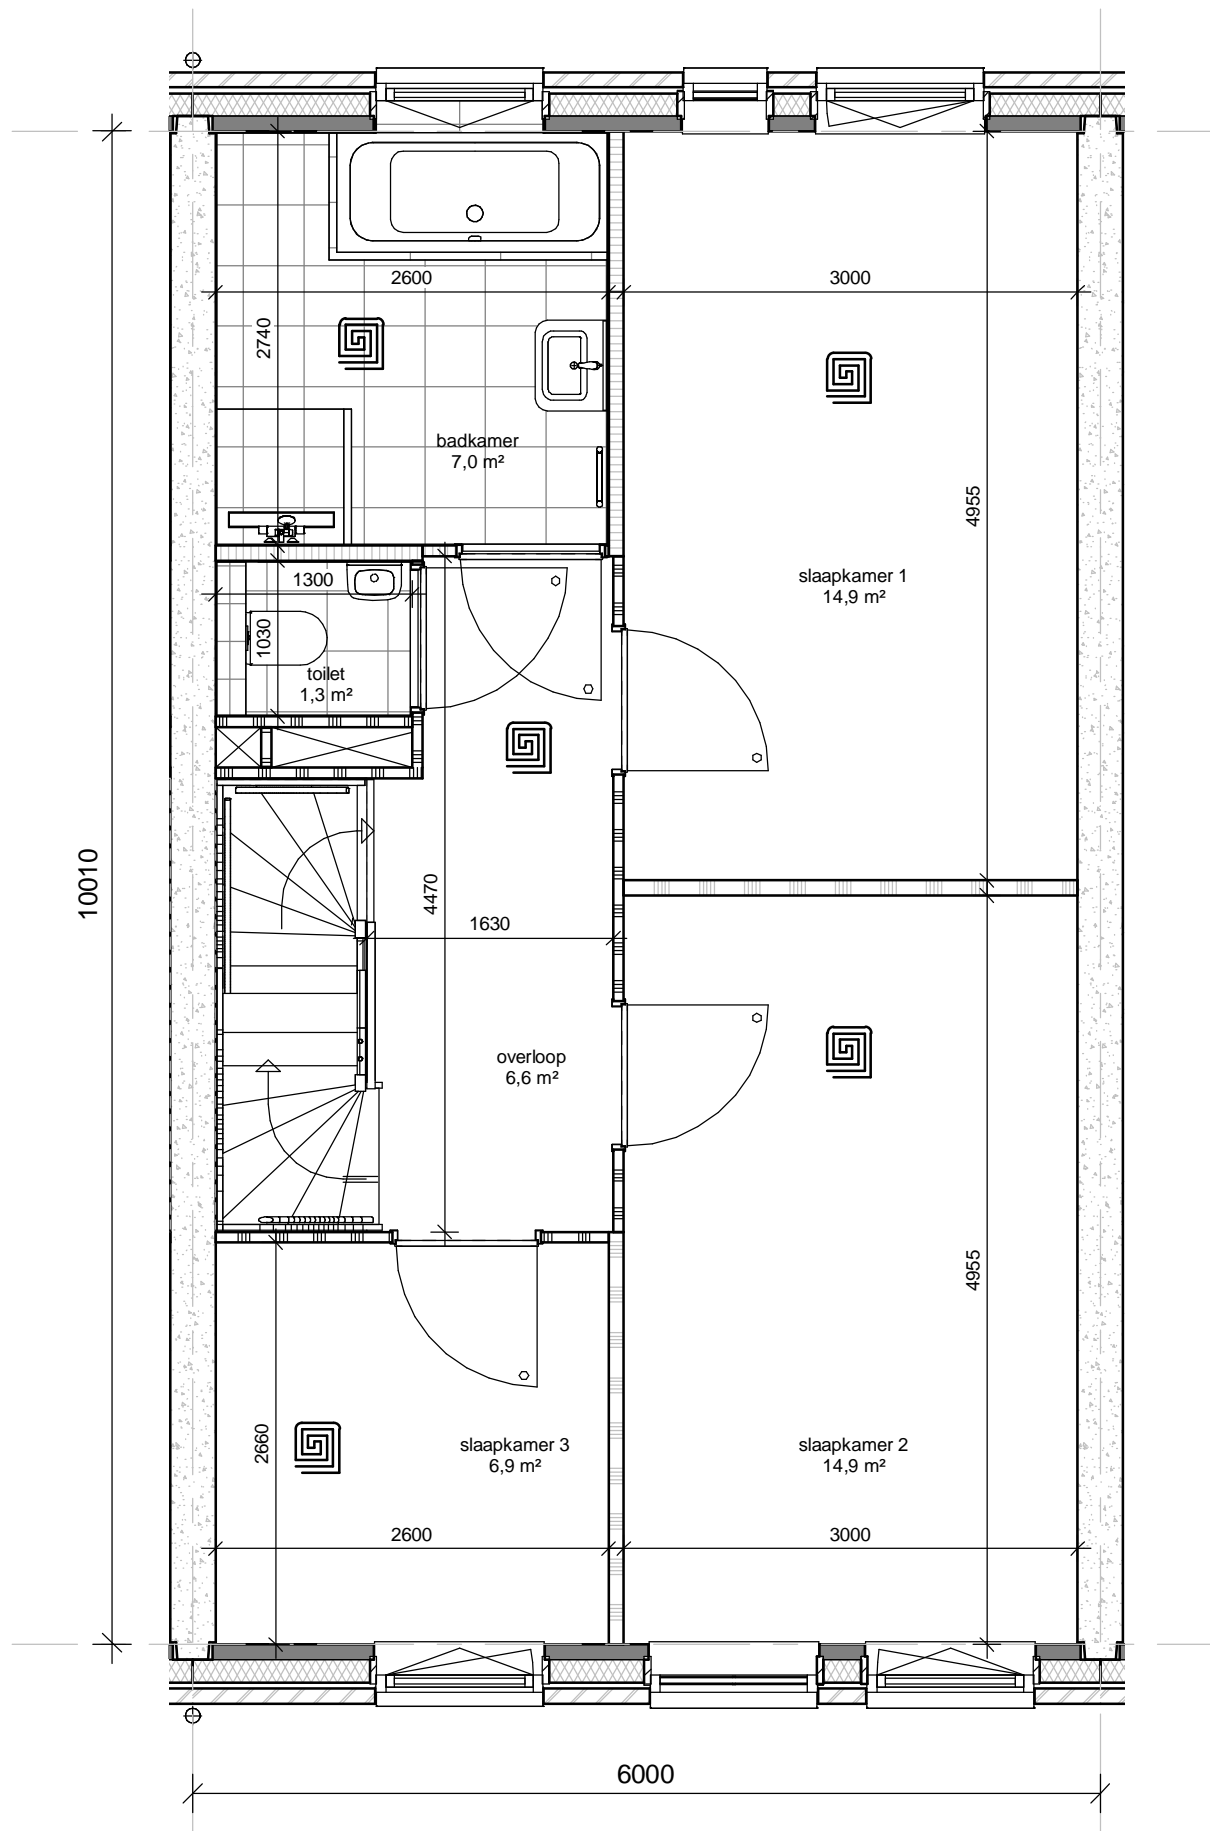 2600
3000
2740
badkamer
7,0 m²
4955
slaapkamer 1
14,9 m²
1300
1030
toilet
1,3 m²
10010
4470
1630
overloop
6,6 m²
4955
2660
slaapkamer 3
6,9 m²
slaapkamer 2
14,9 m²
2600
3000
6000